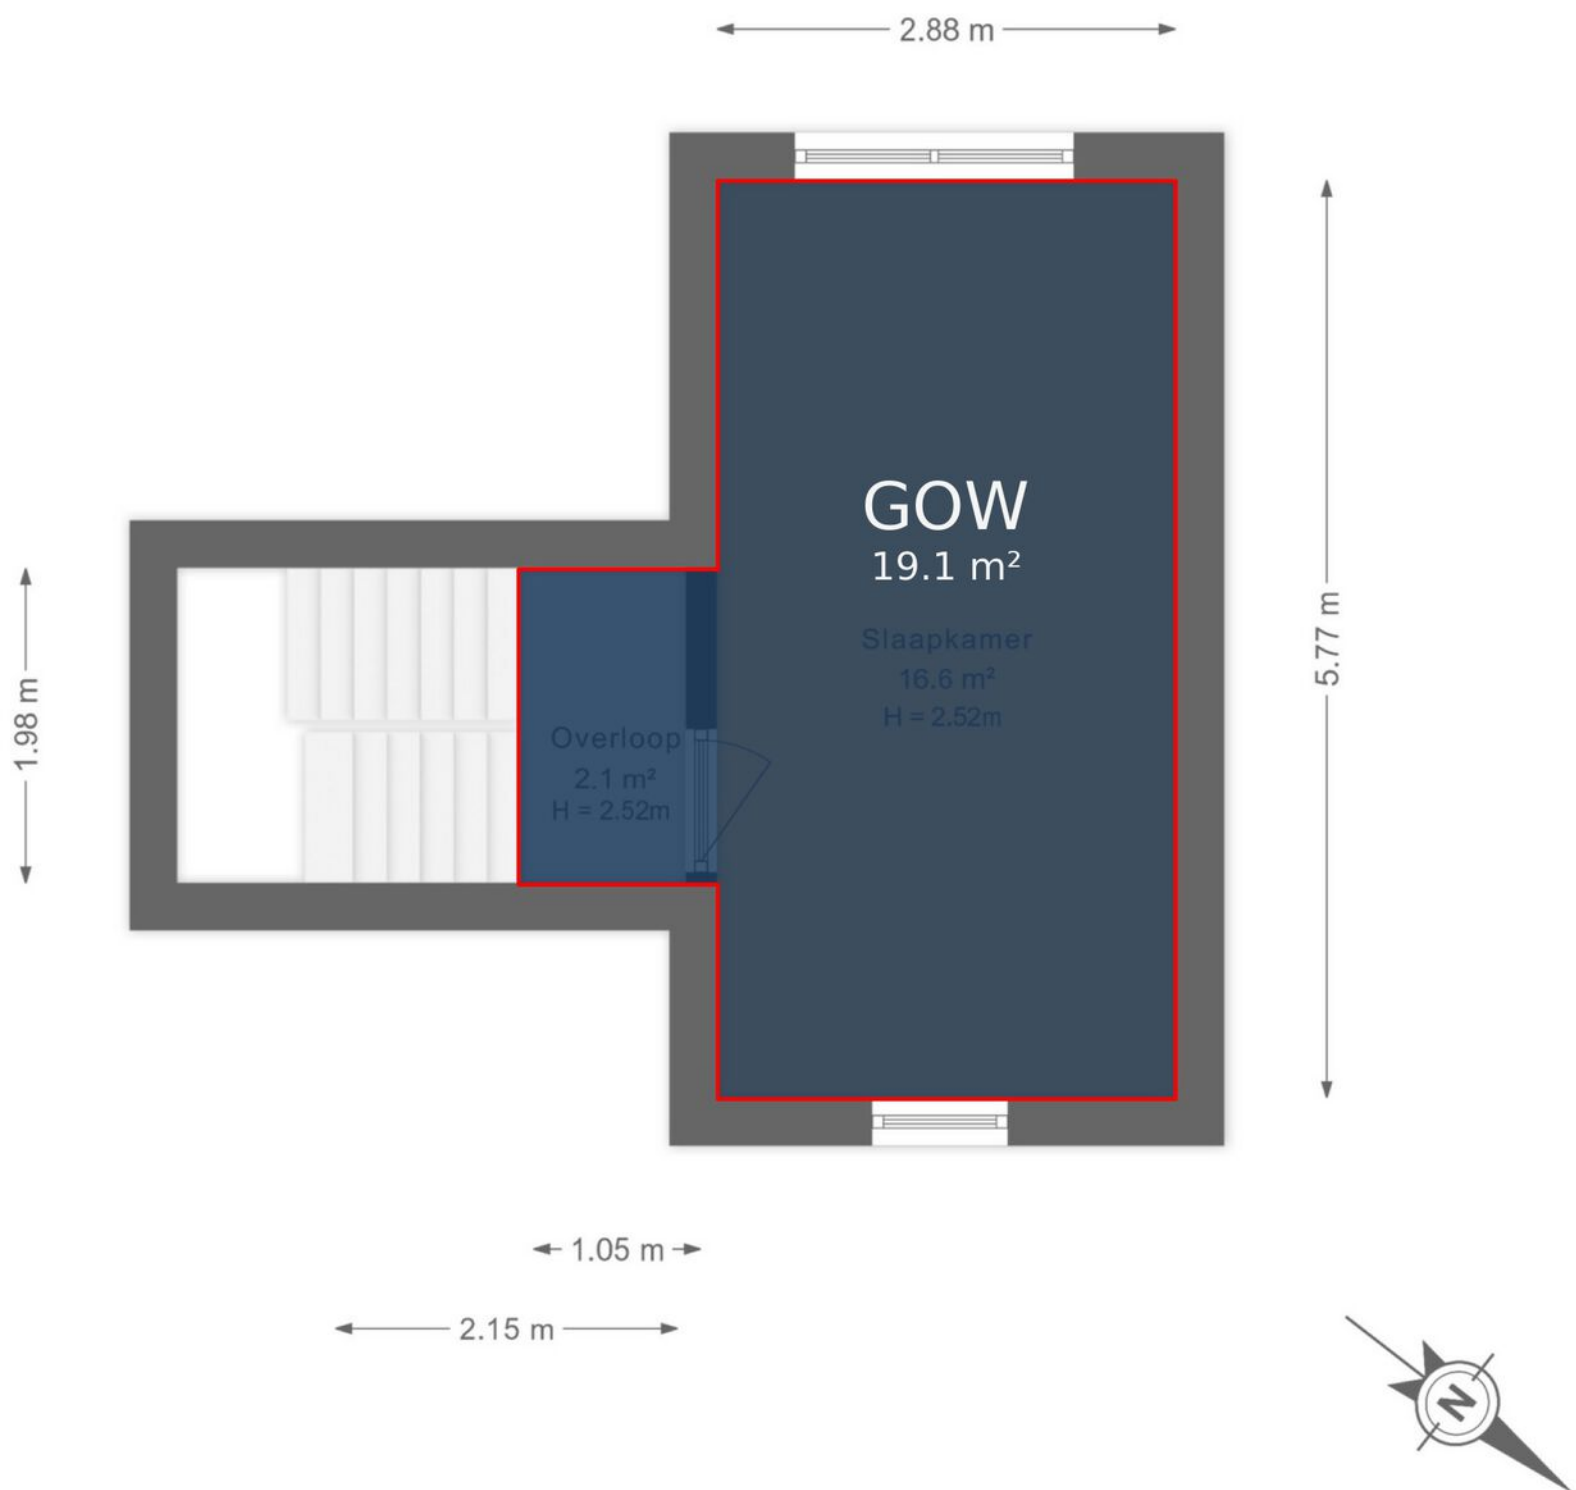 2.88 m
GOW
19.1 m²
Slaapkamer
16.6 m²
H = 2.52m
5.77 m
1.98 m
Overloop
2.1 m²
H = 2.52m
1.05 m
2.15 m
N